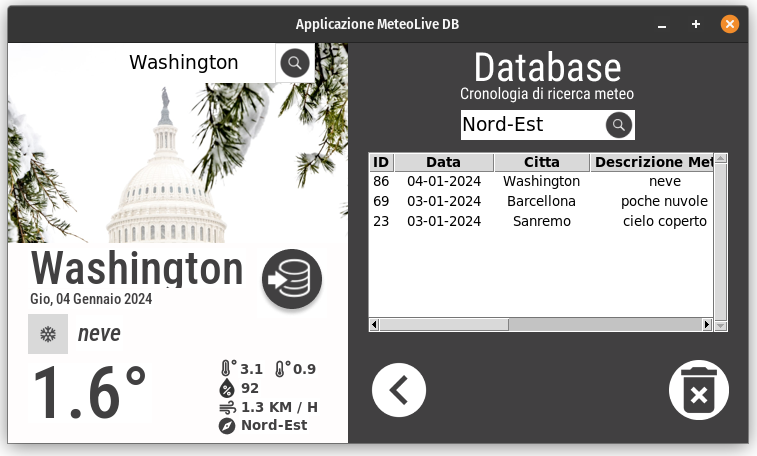 Applicazione MeteoLive DB
Washington
Washington
Gio, 04 Gennaio 2024
neve
1.6°
3.1 0.9
92
1.3 KM / H
Nord-Est
Database
Cronologia di ricerca meteo
Nord-Est
ID Data Citta Descrizione Met
86 04-01-2024 Washington neve
69 03-01-2024 Barcellona poche nuvole
23 03-01-2024 Sanremo cielo coperto